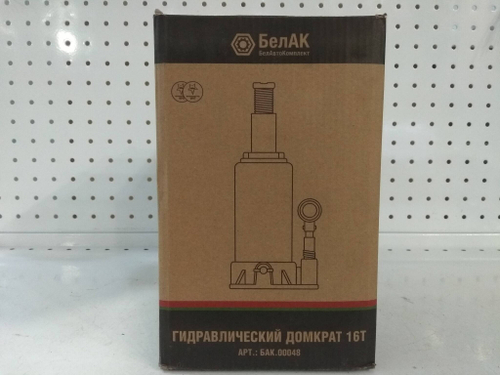 БелАК
БелАвтоКомплект
ГИДРАВЛИЧЕСКИЙ ДОМКРАТ 16Т
АРТ.: БАК.00048